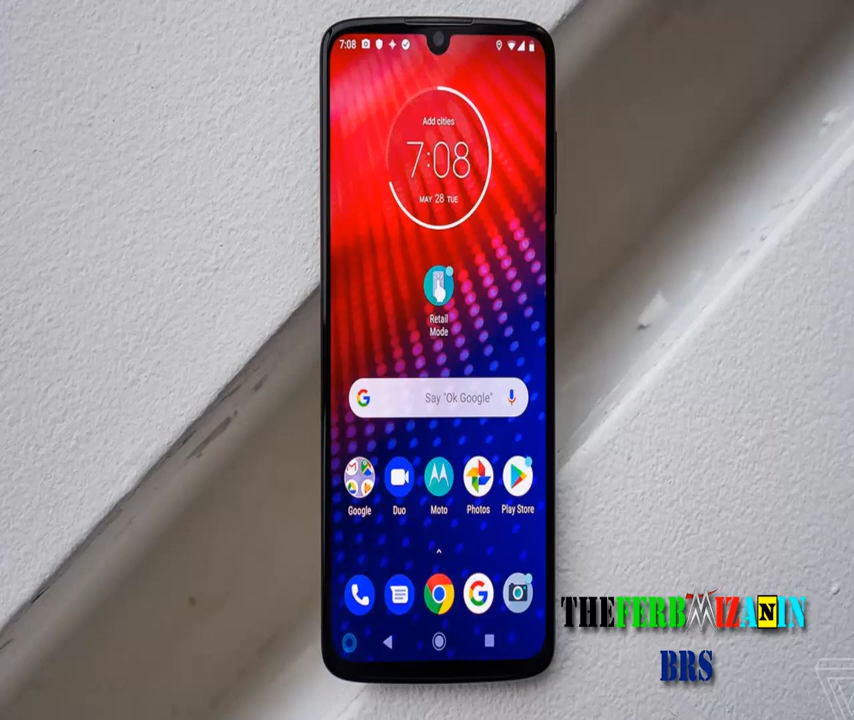 7:08
Add cities
7:08
MAY 28 TUE
Retail
Mode
G Say "Ok Google"
Google Duo Moto Photos Play Store
THEFERBMIZANIN
BRS